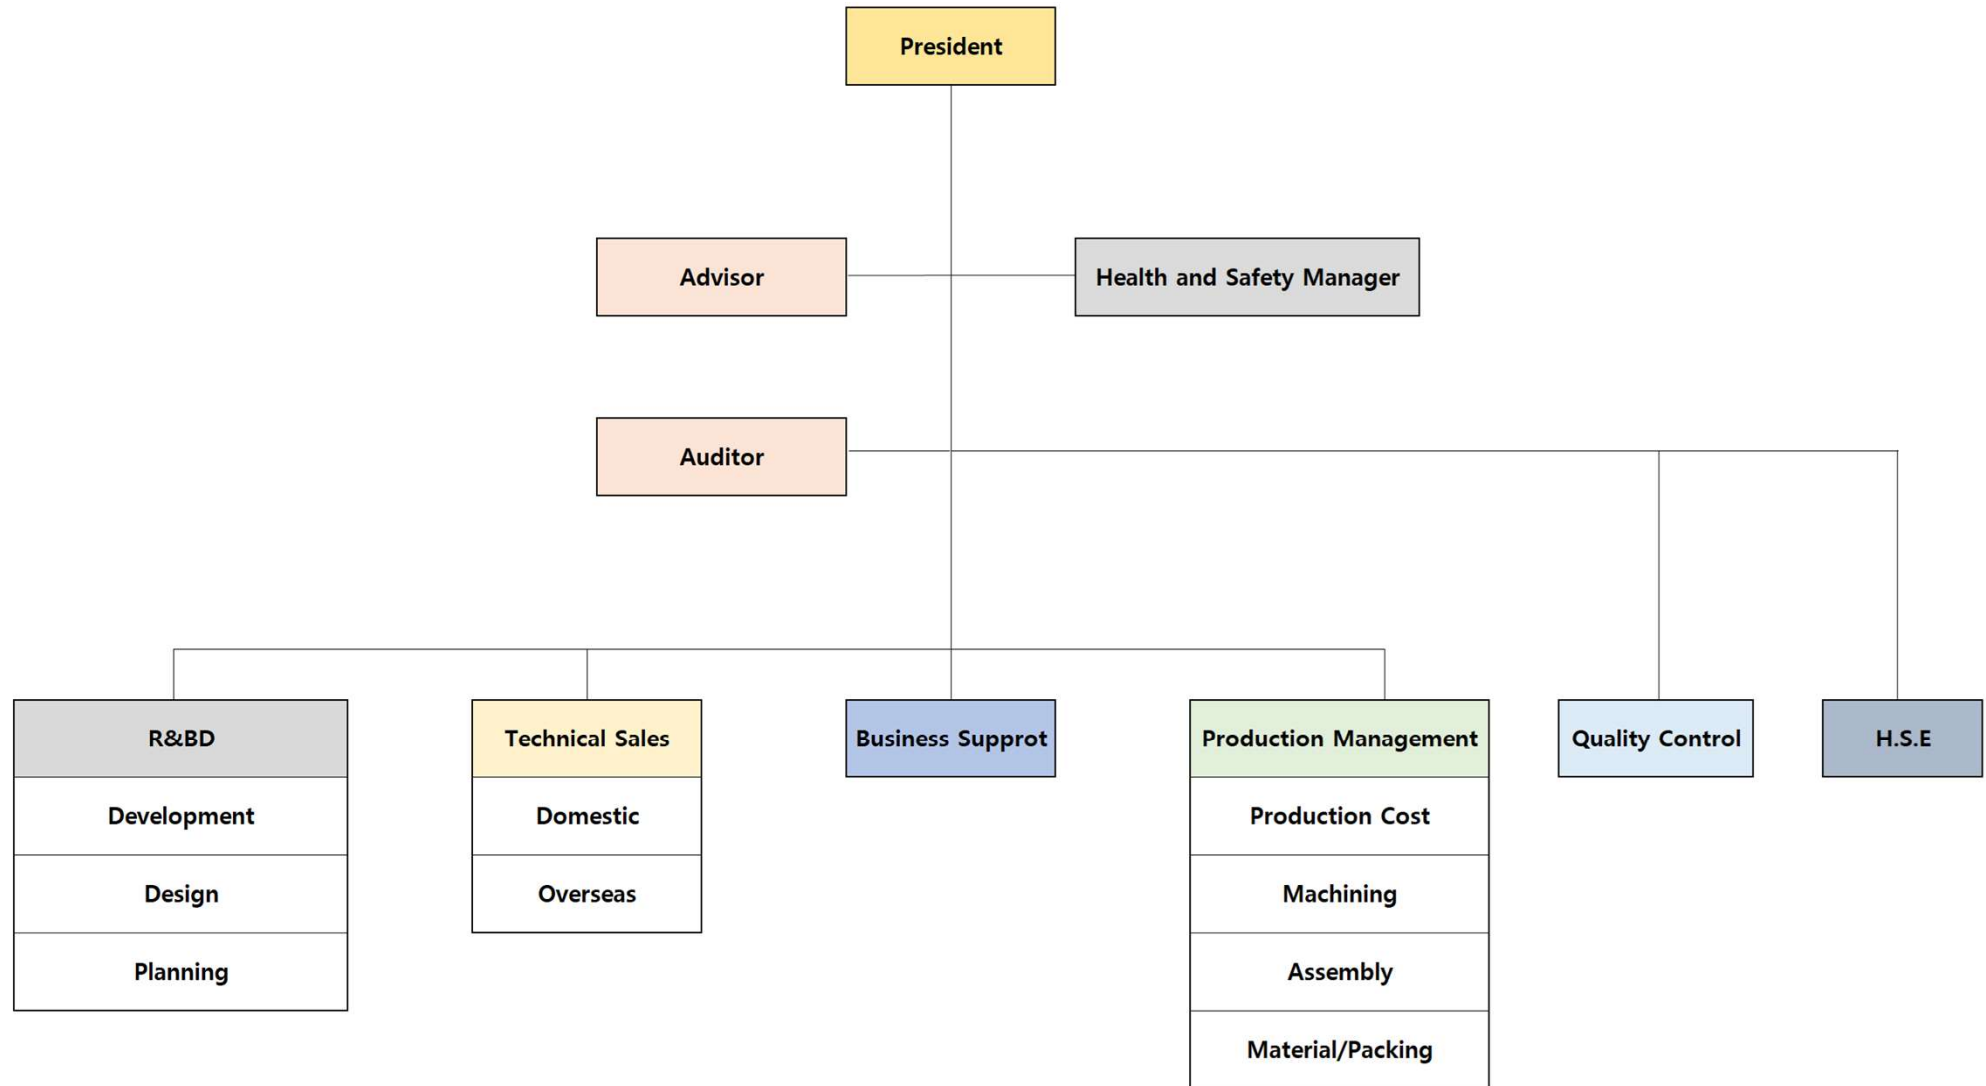 President
Advisor
Health and Safety Manager
Auditor
R&BD
Technical Sales
Business Supprot
Production Management
Quality Control
H.S.E
Development
Domestic
Production Cost
Design
Overseas
Machining
Planning
Assembly
Material/Packing